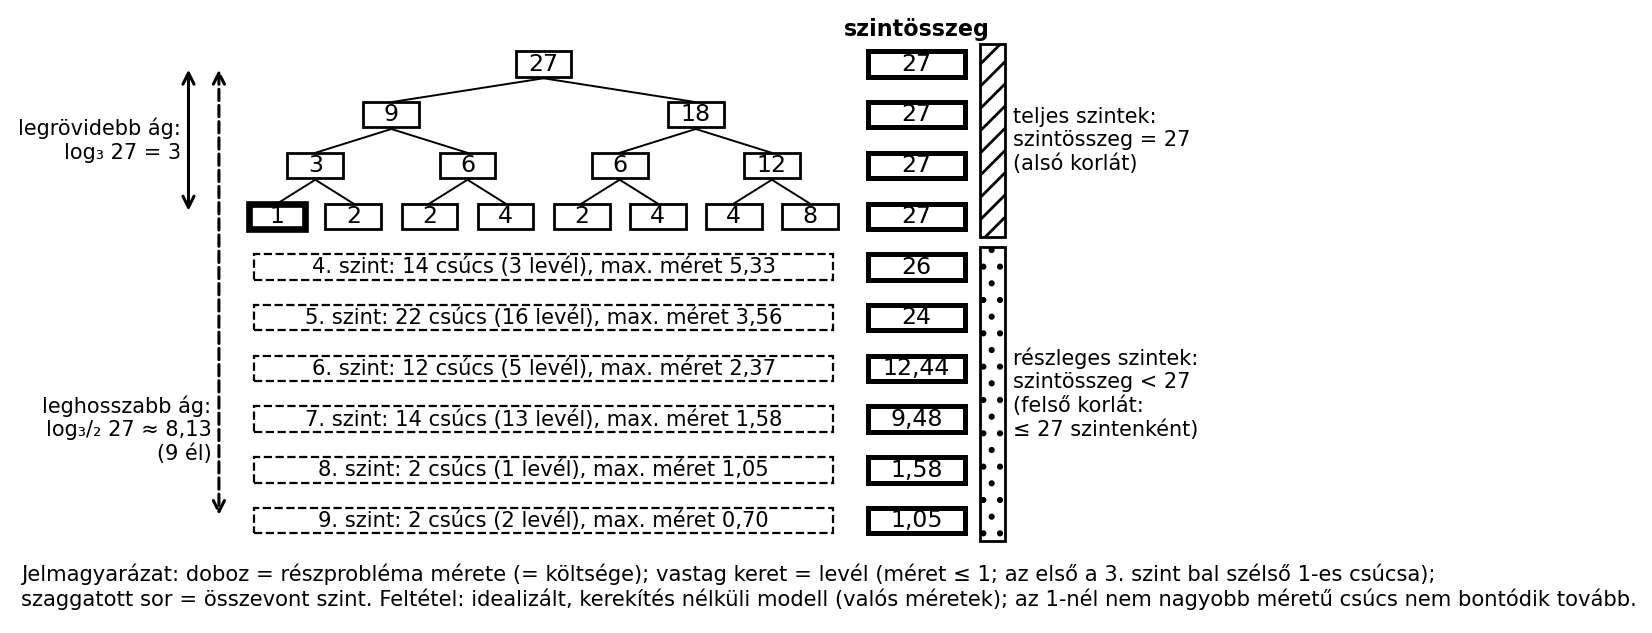 szintösszeg
27 27
9 18 27
legrövidebb ág:
log₃ 27 = 3
teljes szintek:
szintösszeg = 27
(alsó korlát)
3 6 6 12 27
1 2 2 4 2 4 4 8 27
4. szint: 14 csúcs (3 levél), max. méret 5,33 26
5. szint: 22 csúcs (16 levél), max. méret 3,56 24
6. szint: 12 csúcs (5 levél), max. méret 2,37 12,44
részleges szintek:
szintösszeg < 27
(felső korlát:
≤ 27 szintenként)
7. szint: 14 csúcs (13 levél), max. méret 1,58 9,48
leghosszabb ág:
log₃/₂ 27 ≈ 8,13
(9 él)
8. szint: 2 csúcs (1 levél), max. méret 1,05 1,58
9. szint: 2 csúcs (2 levél), max. méret 0,70 1,05
Jelmagyarázat: doboz = részprobléma mérete (= költsége); vastag keret = levél (méret ≤ 1; az első a 3. szint bal szélső 1-es csúcsa);
szaggatott sor = összevont szint. Feltétel: idealizált, kerekítés nélküli modell (valós méretek); az 1-nél nem nagyobb méretű csúcs nem bontódik tovább.